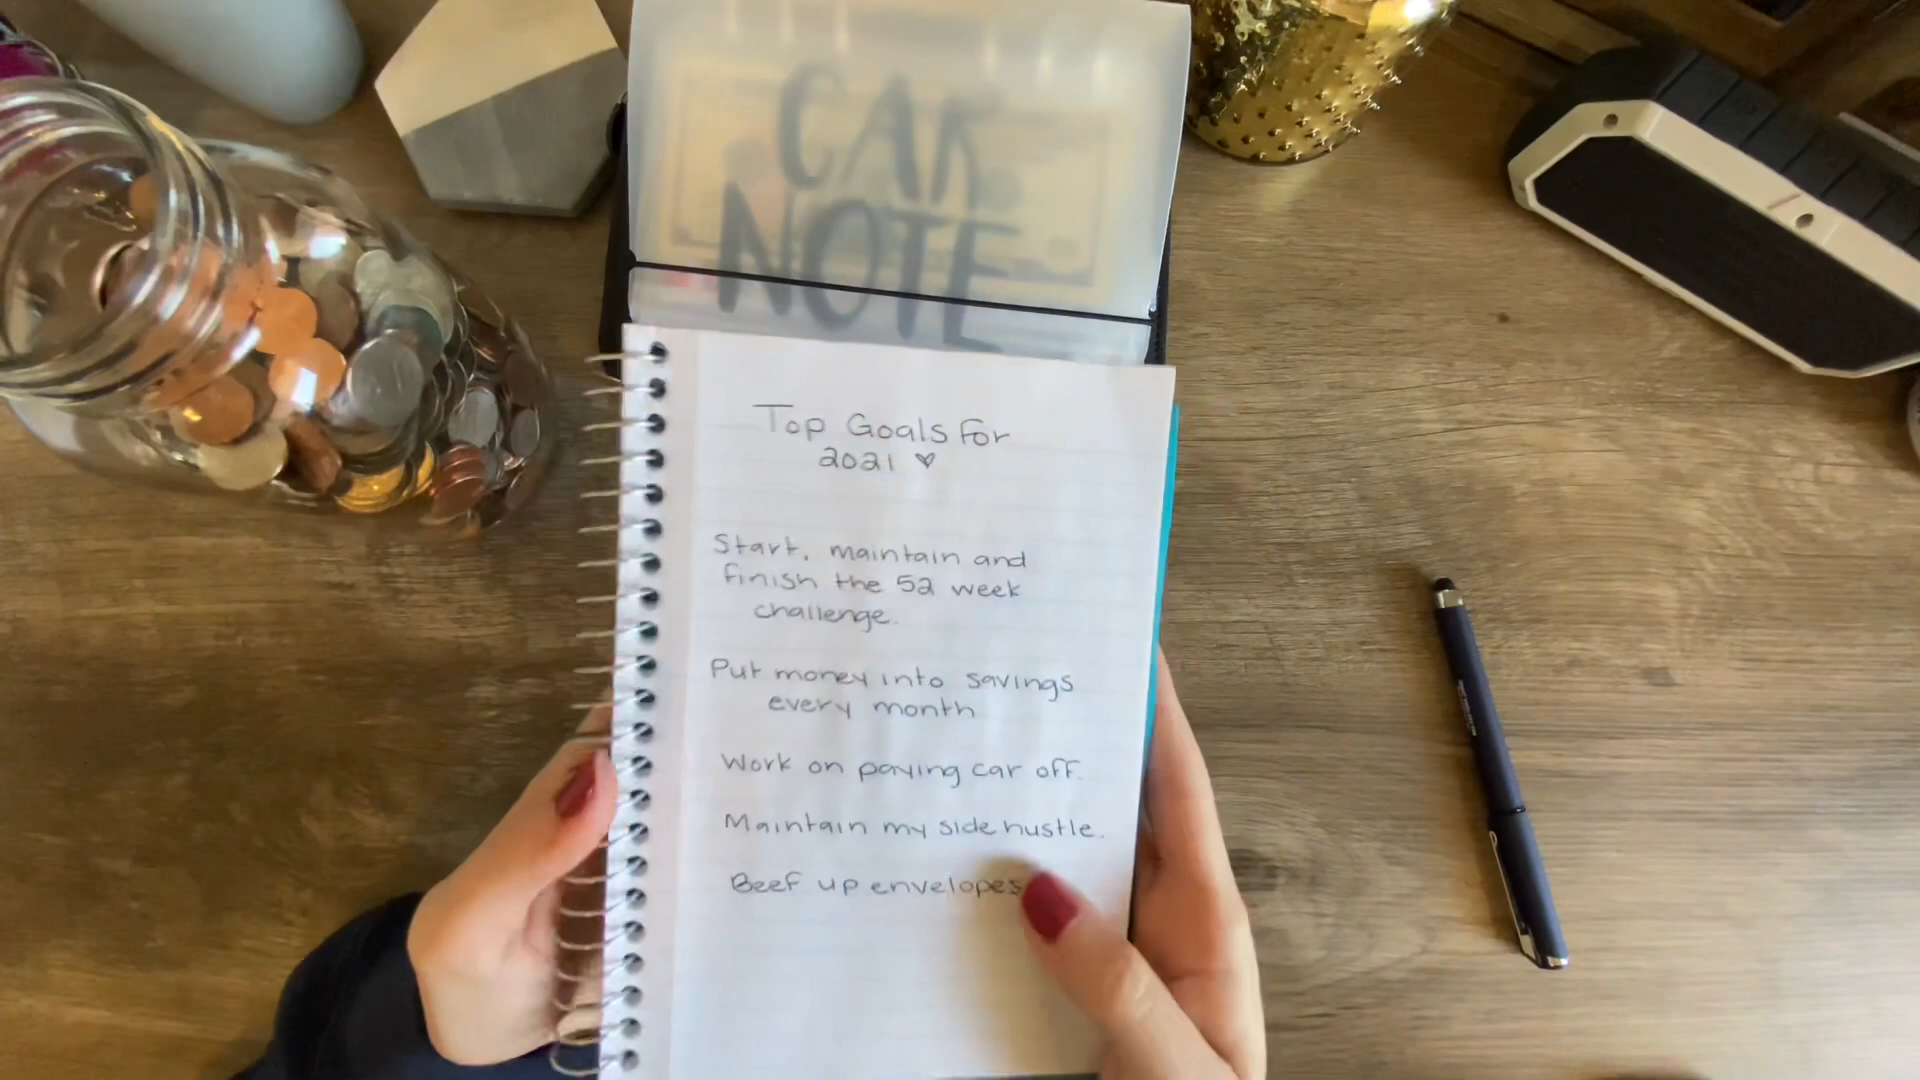 CAR
NOTE
Top Goals For
2021 ♥
Start, maintain and
finish the 52 week
challenge.
Put money into savings
every month
Work on paying car off.
Maintain my side hustle.
Beef up envelopes